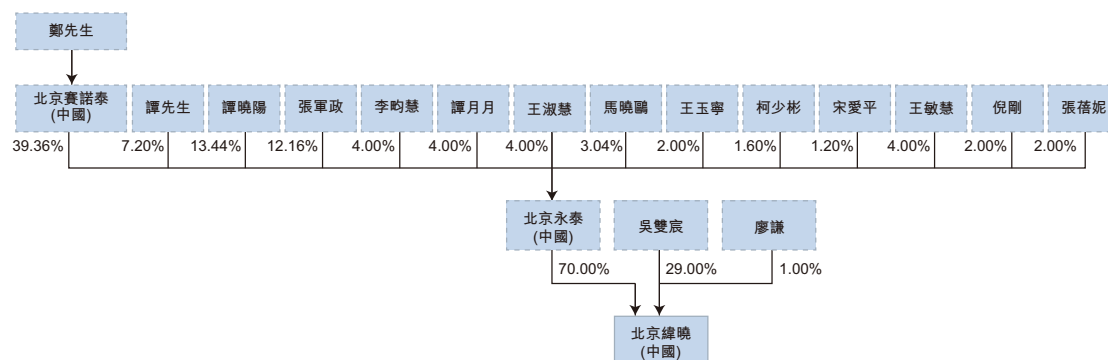 鄭先生
北京賽諾泰
(中國)
譚先生
譚曉陽
張軍政
李昀慧
譚月月
王淑慧
馬曉鷗
王玉寧
柯少彬
宋愛平
王敏慧
倪剛
張蓓妮
39.36%
7.20%
13.44%
12.16%
4.00%
4.00%
4.00%
3.04%
2.00%
1.60%
1.20%
4.00%
2.00%
2.00%
北京永泰
(中國)
吳雙宸
廖謙
70.00%
29.00%
1.00%
北京緯曉
(中國)